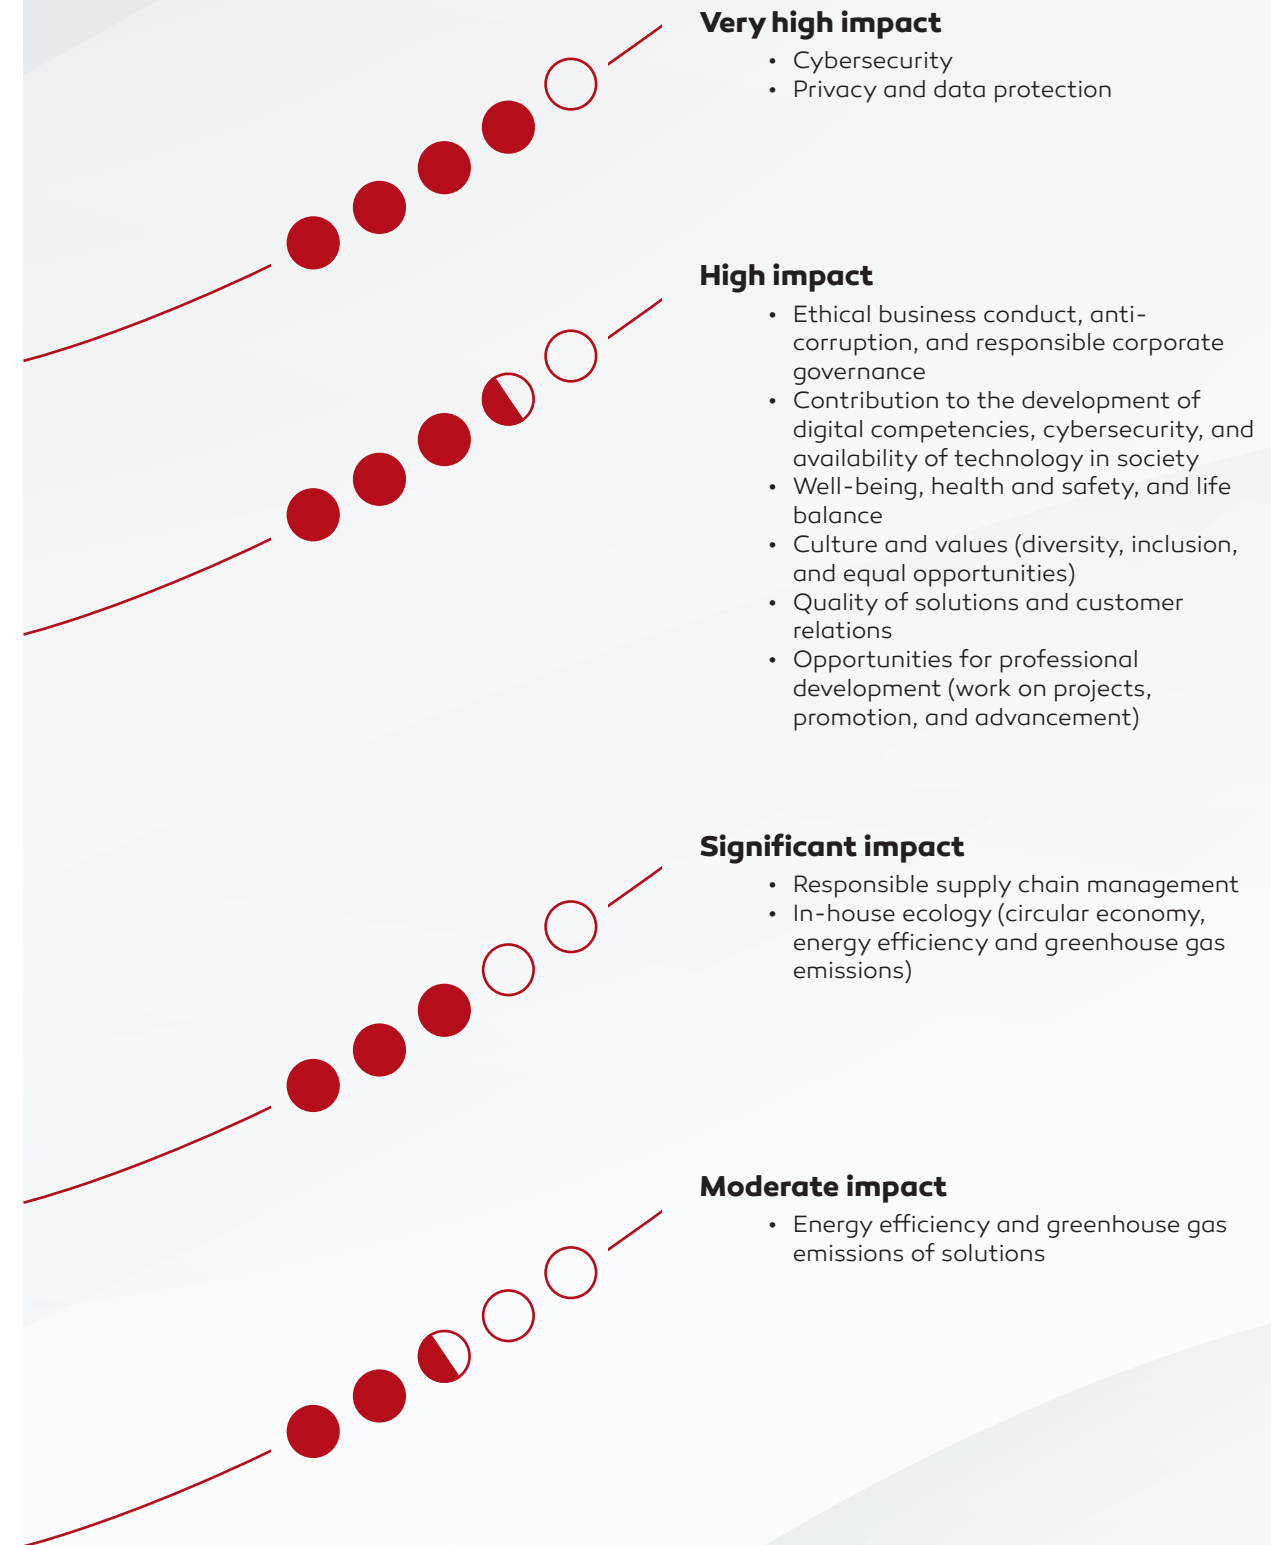 Very high impact
• Cybersecurity
• Privacy and data protection
High impact
• Ethical business conduct, anti-
corruption, and responsible corporate
governance
• Contribution to the development of
digital competencies, cybersecurity, and
availability of technology in society
• Well-being, health and safety, and life
balance
• Culture and values (diversity, inclusion,
and equal opportunities)
• Quality of solutions and customer
relations
• Opportunities for professional
development (work on projects,
promotion, and advancement)
Significant impact
• Responsible supply chain management
• In-house ecology (circular economy,
energy efficiency and greenhouse gas
emissions)
Moderate impact
• Energy efficiency and greenhouse gas
emissions of solutions